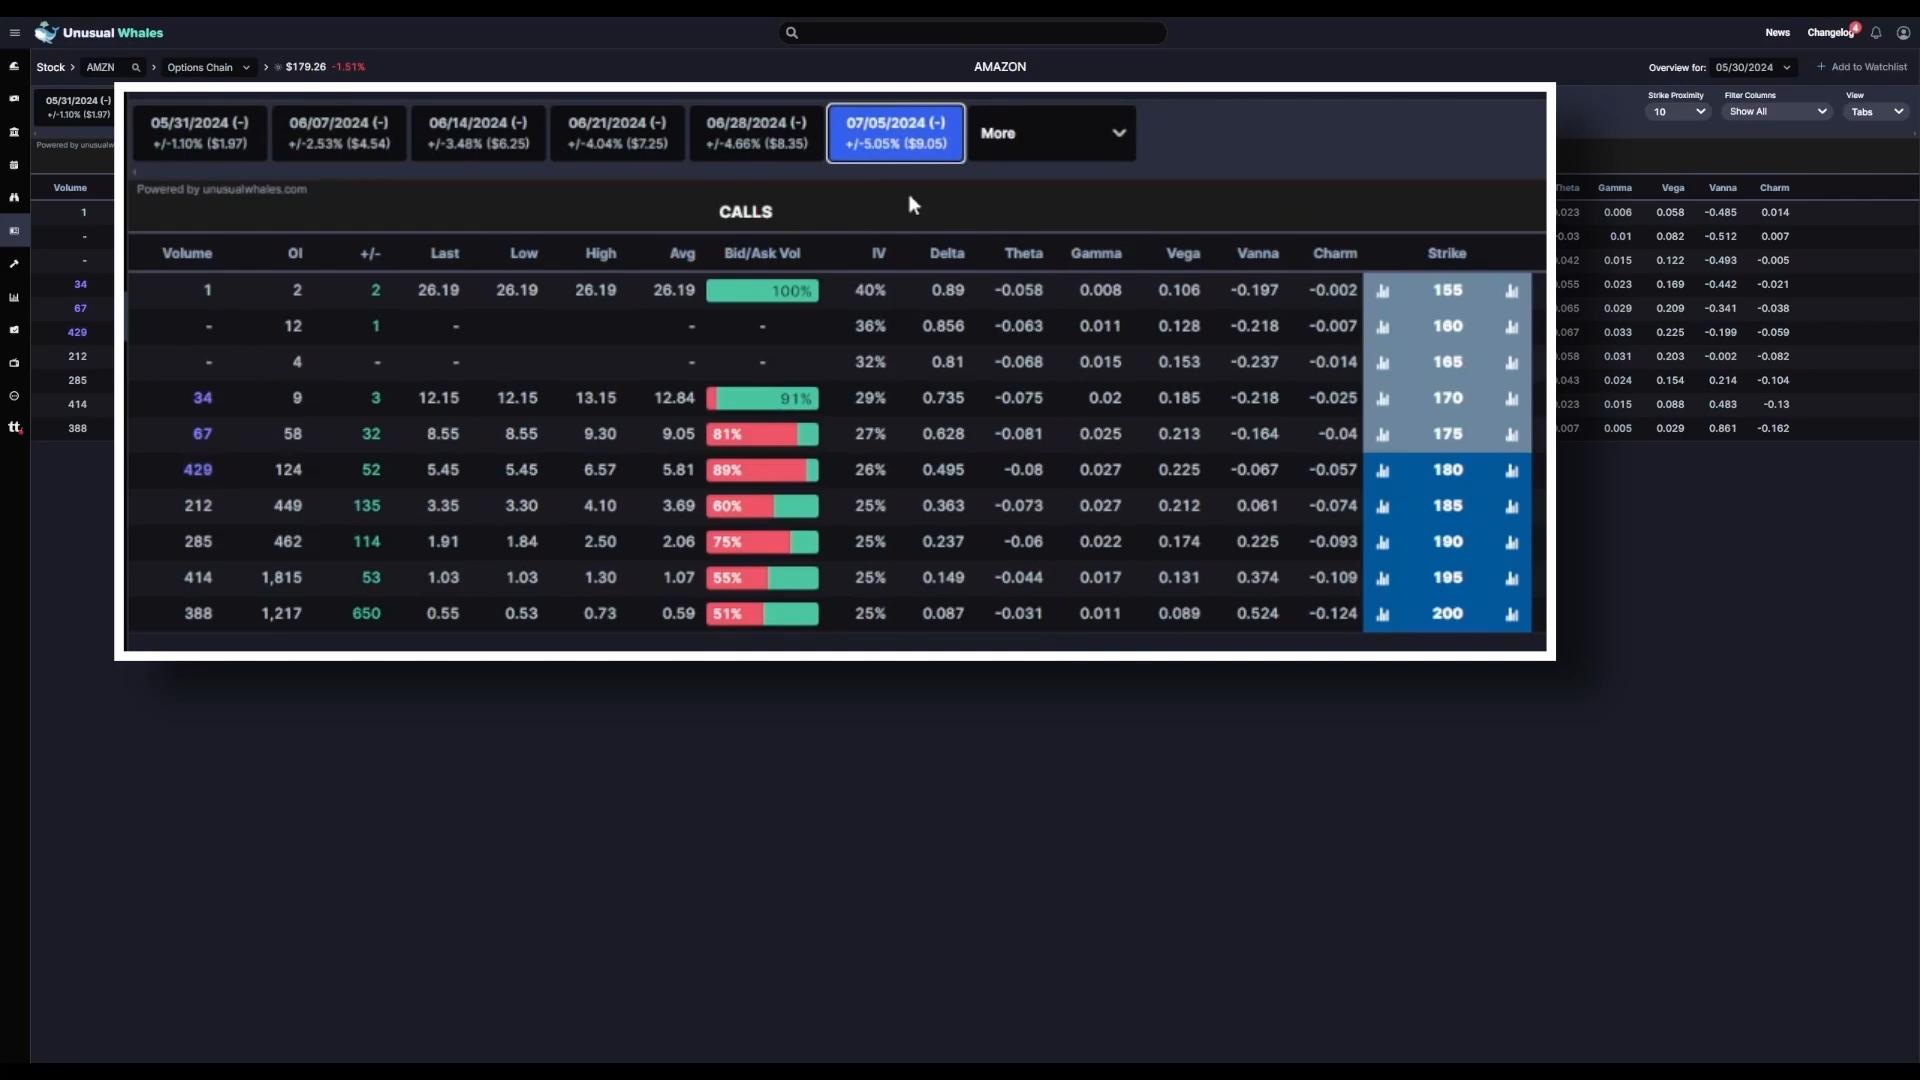 Unusual Whales
News
Changelog
4
Stock > AMZN > Options Chain > $179.26 -1.51%
AMAZON
Overview for: 05/30/2024
+ Add to Watchlist
05/31/2024 (-)
+/-1.10% ($1.97)
Strike Proximity
10
Filter Columns
Show All
View
Tabs
05/31/2024 (-)
+/-1.10% ($1.97)
06/07/2024 (-)
+/-2.53% ($4.54)
06/14/2024 (-)
+/-3.48% ($6.25)
06/21/2024 (-)
+/-4.04% ($7.25)
06/28/2024 (-)
+/-4.66% ($8.35)
07/05/2024 (-)
+/-5.05% ($9.05)
More
Powered by unusualwhales.com
CALLS
Volume OI +/- Last Low High Avg Bid/Ask Vol IV Delta Theta Gamma Vega Vanna Charm Strike
1 2 2 26.19 26.19 26.19 26.19 100% 40% 0.89 -0.058 0.008 0.106 -0.197 -0.002 155
- 12 1 - - - 36% 0.856 -0.063 0.011 0.128 -0.218 -0.007 160
- 4 - - - - 32% 0.81 -0.068 0.015 0.153 -0.237 -0.014 165
34 9 3 12.15 12.15 13.15 12.84 91% 29% 0.735 -0.075 0.02 0.185 -0.218 -0.025 170
67 58 32 8.55 8.55 9.30 9.05 81% 27% 0.628 -0.081 0.025 0.213 -0.164 -0.04 175
429 124 52 5.45 5.45 6.57 5.81 89% 26% 0.495 -0.08 0.027 0.225 -0.067 -0.057 180
212 449 135 3.35 3.30 4.10 3.69 60% 25% 0.363 -0.073 0.027 0.212 0.061 -0.074 185
285 462 114 1.91 1.84 2.50 2.06 75% 25% 0.237 -0.06 0.022 0.174 0.225 -0.093 190
414 1,815 53 1.03 1.03 1.30 1.07 55% 25% 0.149 -0.044 0.017 0.131 0.374 -0.109 195
388 1,217 650 0.55 0.53 0.73 0.59 51% 25% 0.087 -0.031 0.011 0.089 0.524 -0.124 200
Powered by
Volume
1
-
-
34
67
429
212
285
414
388
Gamma Vega Vanna Charm
0.006 0.058 -0.485 0.014
0.01 0.082 -0.512 0.007
0.015 0.122 -0.493 -0.005
0.023 0.169 -0.442 -0.021
0.029 0.209 -0.341 -0.038
0.033 0.225 -0.199 -0.059
0.031 0.203 -0.002 -0.082
0.024 0.154 0.214 -0.104
0.015 0.088 0.483 -0.13
0.005 0.029 0.861 -0.162
tt